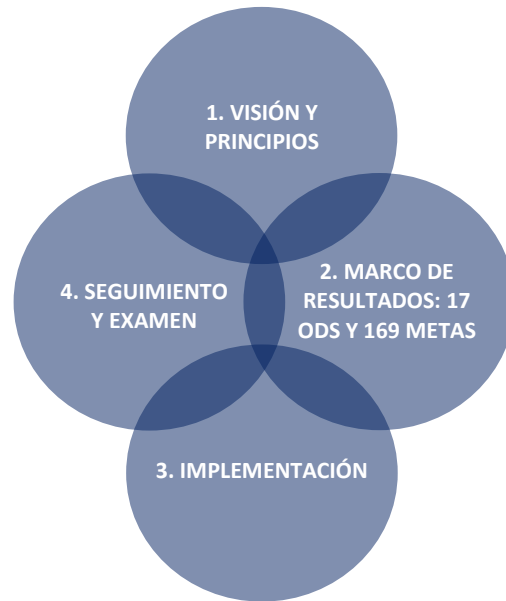 1. VISIÓN Y
PRINCIPIOS
2. MARCO DE
RESULTADOS: 17
ODS Y 169 METAS
3. IMPLEMENTACIÓN
4. SEGUIMIENTO
Y EXAMEN